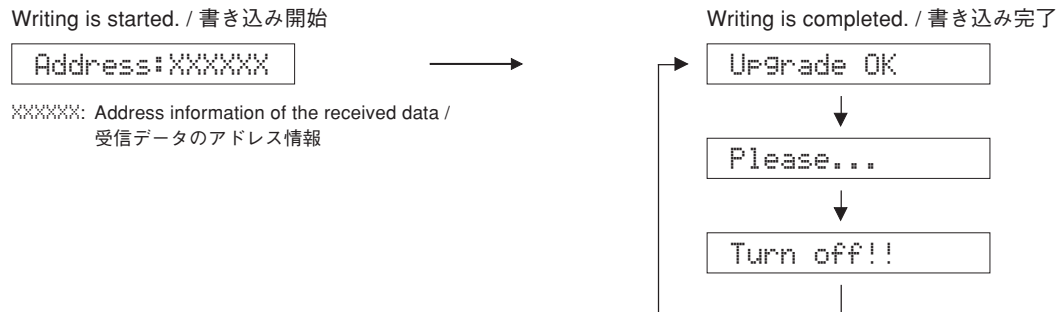 Writing is started. / 書き込み開始
Address:XXXXXX
XXXXXX: Address information of the received data /
受信データのアドレス情報
Writing is completed. / 書き込み完了
Upgrade OK
Please...
Turn off!!